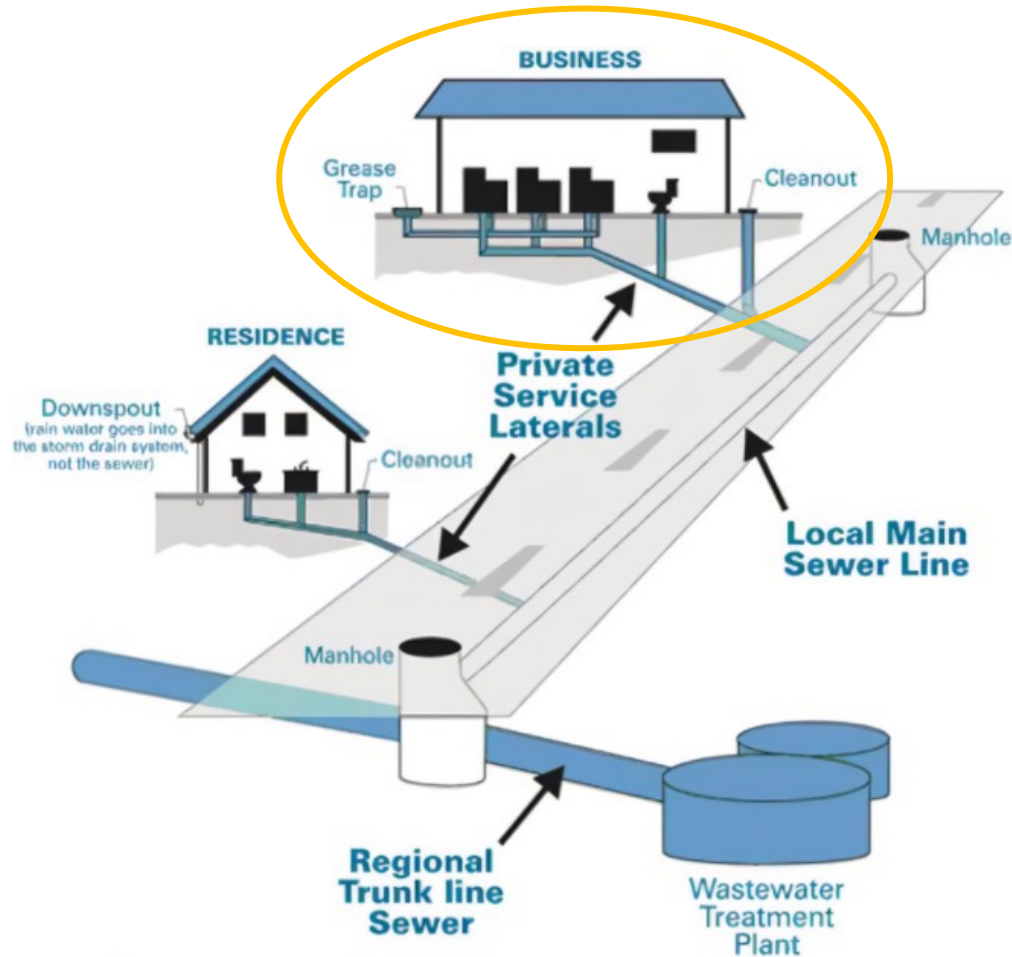 BUSINESS
Grease
Trap
Cleanout
Manhole
RESIDENCE
Private
Service
Laterals
Downspout
(rain water goes into
the storm drain system,
not the sewer)
Cleanout
Local Main
Sewer Line
Manhole
Regional
Trunk line
Sewer
Wastewater
Treatment
Plant